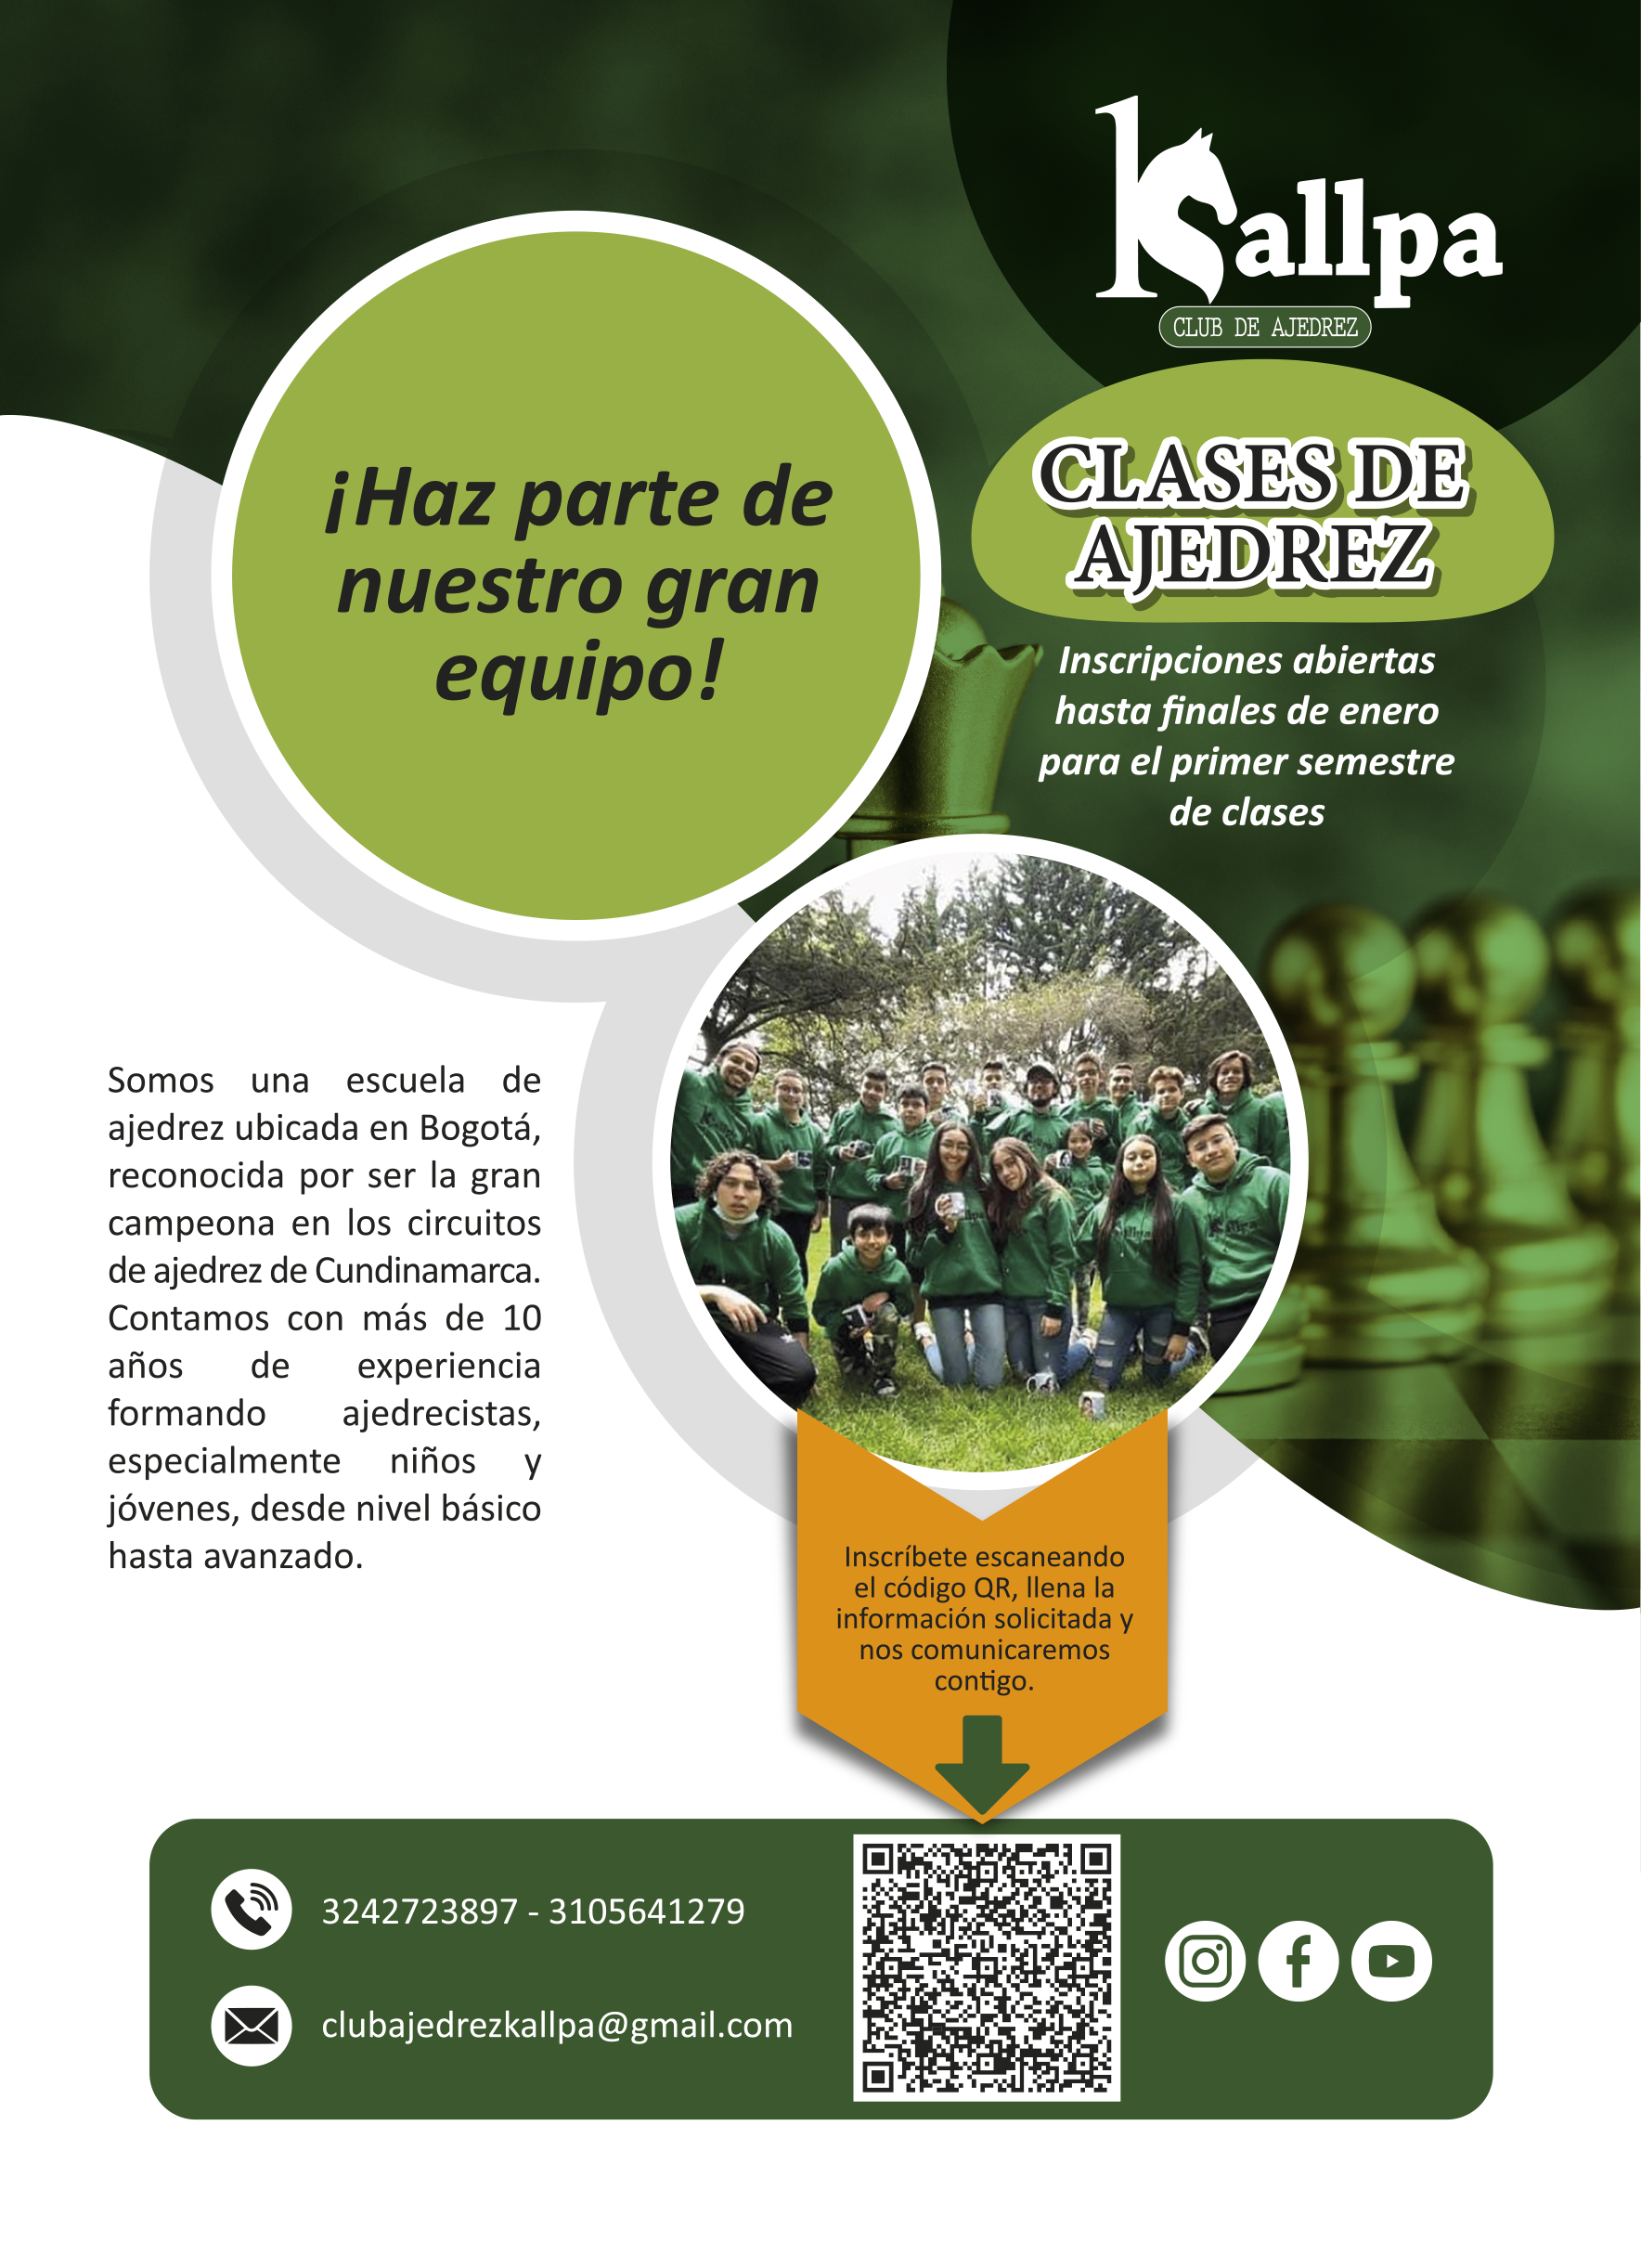 Kallpa
CLUB DE AJEDREZ
¡Haz parte de
nuestro gran
equipo!
CLASES DE
AJEDREZ
Inscripciones abiertas
hasta finales de enero
para el primer semestre
de clases
Somos una escuela de
ajedrez ubicada en Bogotá,
reconocida por ser la gran
campeona en los circuitos
de ajedrez de Cundinamarca.
Contamos con más de 10
años de experiencia
formando ajedrecistas,
especialmente niños y
jóvenes, desde nivel básico
hasta avanzado.
Inscríbete escaneando
el código QR, llena la
información solicitada y
nos comunicaremos
contigo.
3242723897 - 3105641279
clubajedrezkallpa@gmail.com